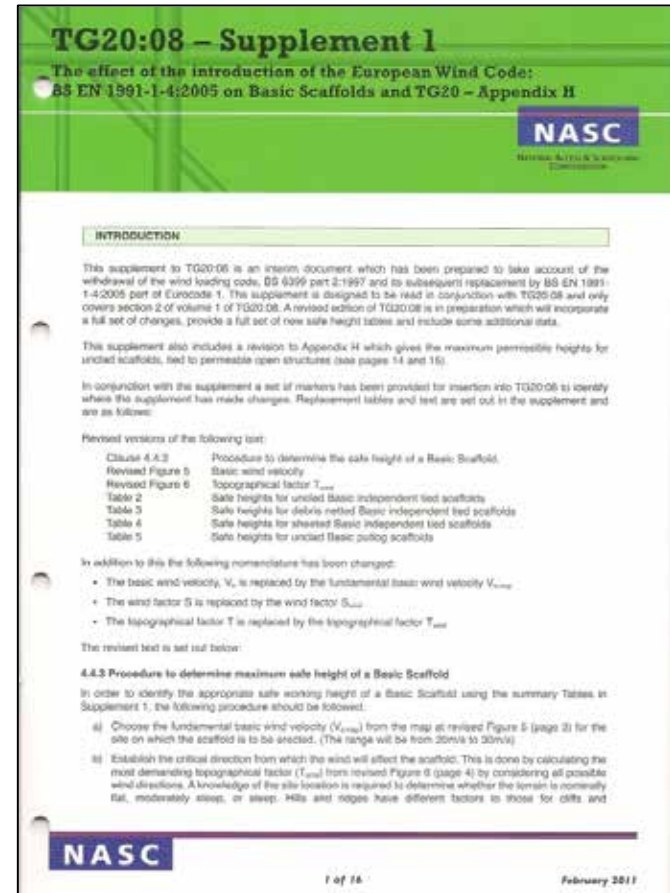 TG20:08 – Supplement 1
The effect of the introduction of the European Wind Code:
BS EN 1991-1-4:2005 on Basic Scaffolds and TG20 – Appendix H
NASC
NATIONAL ACCESS & SCAFFOLDING
CONFEDERATION
INTRODUCTION
This supplement to TG20:08 is an interim document which has been prepared to take account of the
withdrawal of the wind loading code, BS 6399 part 2:1997 and its subsequent replacement by BS EN 1991-
1-4:2005 part of Eurocode 1. The supplement is designed to be read in conjunction with TG20:08 and only
covers section 2 of volume 1 of TG20:08. A revised edition of TG20:08 is in preparation which will incorporate
a full set of changes, provide a full set of new safe height tables and include some additional data.
This supplement also includes a revision to Appendix H which gives the maximum permissible heights for
unclad scaffolds, tied to permeable open structures (see pages 14 and 15).
In conjunction with the supplement a set of markers has been provided for insertion into TG20:08 to identify
where the supplement has made changes. Replacement tables and text are set out in the supplement and
are as follows:
Revised versions of the following text:
Clause 4.4.3 Procedure to determine the safe height of a Basic Scaffold.
Revised Figure 5 Basic wind velocity
Revised Figure 6 Topographical factor T
Table 2 Safe heights for unclad Basic independent tied scaffolds
Table 3 Safe heights for debris netted Basic independent tied scaffolds
Table 4 Safe heights for sheeted Basic independent tied scaffolds
Table 5 Safe heights for unclad Basic putlog scaffolds
In addition to this the following nomenclature has been changed:
• The basic wind velocity, V is replaced by the fundamental basic wind velocity V
• The wind factor S is replaced by the wind factor S
• The topographical factor T is replaced by the topographical factor T
The revised text is set out below:
4.4.3 Procedure to determine maximum safe height of a Basic Scaffold
In order to identify the appropriate safe working height of a Basic Scaffold using the summary Tables in
Supplement 1, the following procedure should be followed.
a) Choose the fundamental basic wind velocity (V) from the map at revised Figure 5 (page 3) for the
site on which the scaffold is to be erected. (The range will be from 20m/s to 30m/s)
b) Establish the critical direction from which the wind will effect the scaffold. This is done by calculating the
most demanding topographical factor (T) from revised Figure 6 (page 4) by considering all possible
wind directions. A knowledge of the site location is required to determine whether the terrain is nominally
flat, moderately steep, or steep. Hills and ridges have different factors to those for cliffs and
NASC
1 of 16
February 2011